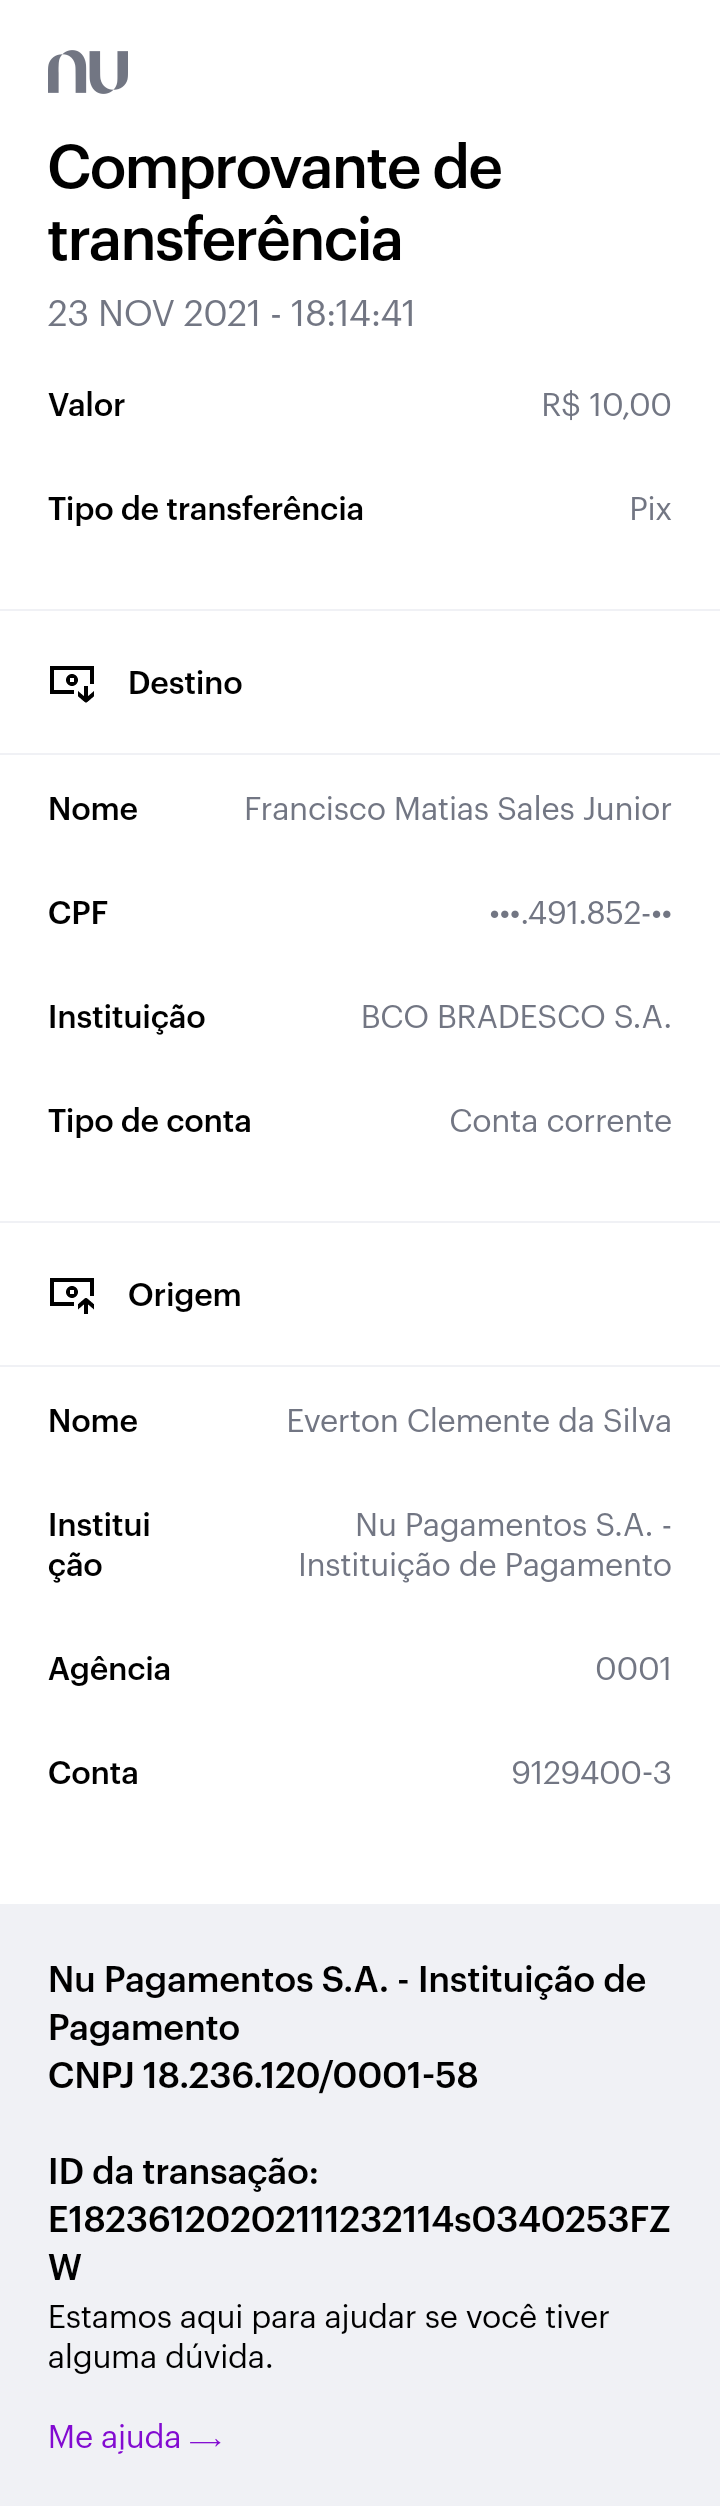 nu
Comprovante de
transferência
23 NOV 2021 - 18:14:41
Valor R$ 10,00
Tipo de transferência Pix
Destino
Nome Francisco Matias Sales Junior
CPF •••.491.852-••
Instituição BCO BRADESCO S.A.
Tipo de conta Conta corrente
Origem
Nome Everton Clemente da Silva
Institui Nu Pagamentos S.A. -
ção Instituição de Pagamento
Agência 0001
Conta 9129400-3
Nu Pagamentos S.A. - Instituição de
Pagamento
CNPJ 18.236.120/0001-58
ID da transação:
E18236120202111232114s0340253FZ
W
Estamos aqui para ajudar se você tiver
alguma dúvida.
Me ajuda →